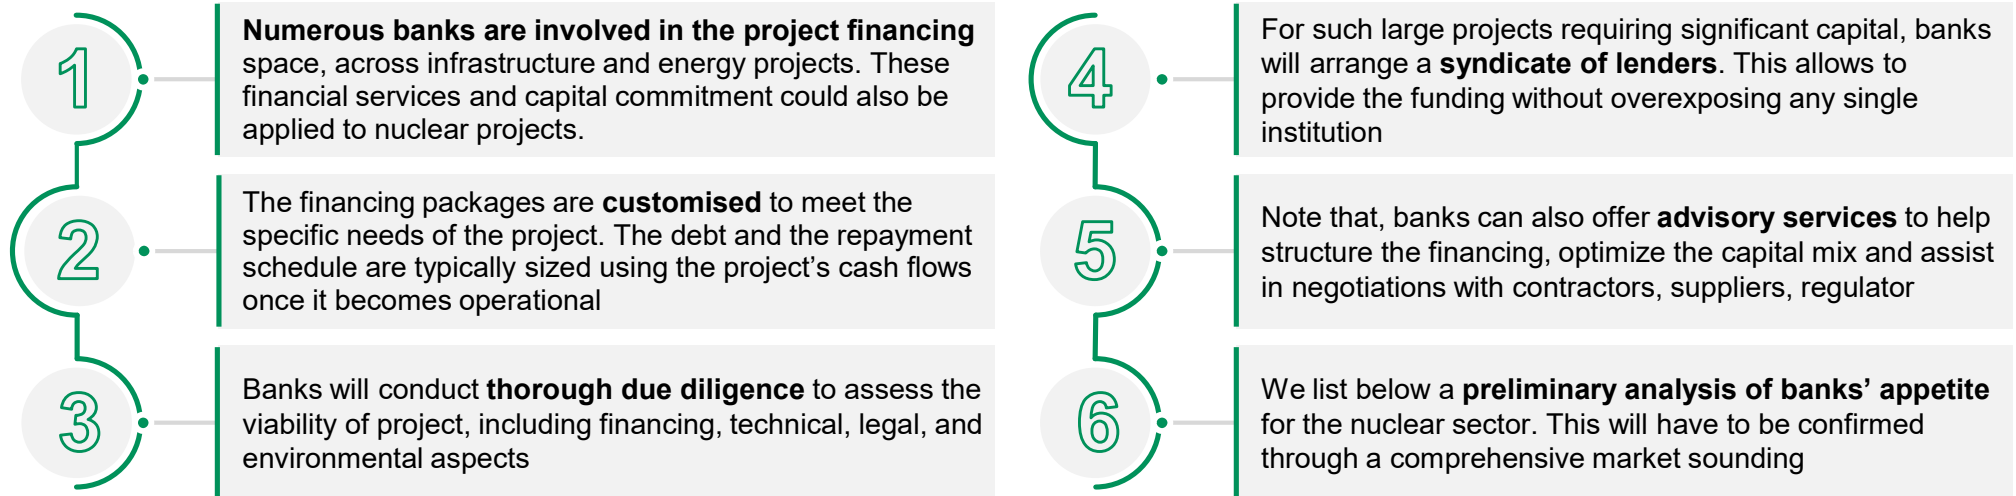 1
Numerous banks are involved in the project financing
space, across infrastructure and energy projects. These
financial services and capital commitment could also be
applied to nuclear projects.
2
The financing packages are customised to meet the
specific needs of the project. The debt and the repayment
schedule are typically sized using the project’s cash flows
once it becomes operational
3
Banks will conduct thorough due diligence to assess the
viability of project, including financing, technical, legal, and
environmental aspects
4
For such large projects requiring significant capital, banks
will arrange a syndicate of lenders. This allows to
provide the funding without overexposing any single
institution
5
Note that, banks can also offer advisory services to help
structure the financing, optimize the capital mix and assist
in negotiations with contractors, suppliers, regulator
6
We list below a preliminary analysis of banks’ appetite
for the nuclear sector. This will have to be confirmed
through a comprehensive market sounding